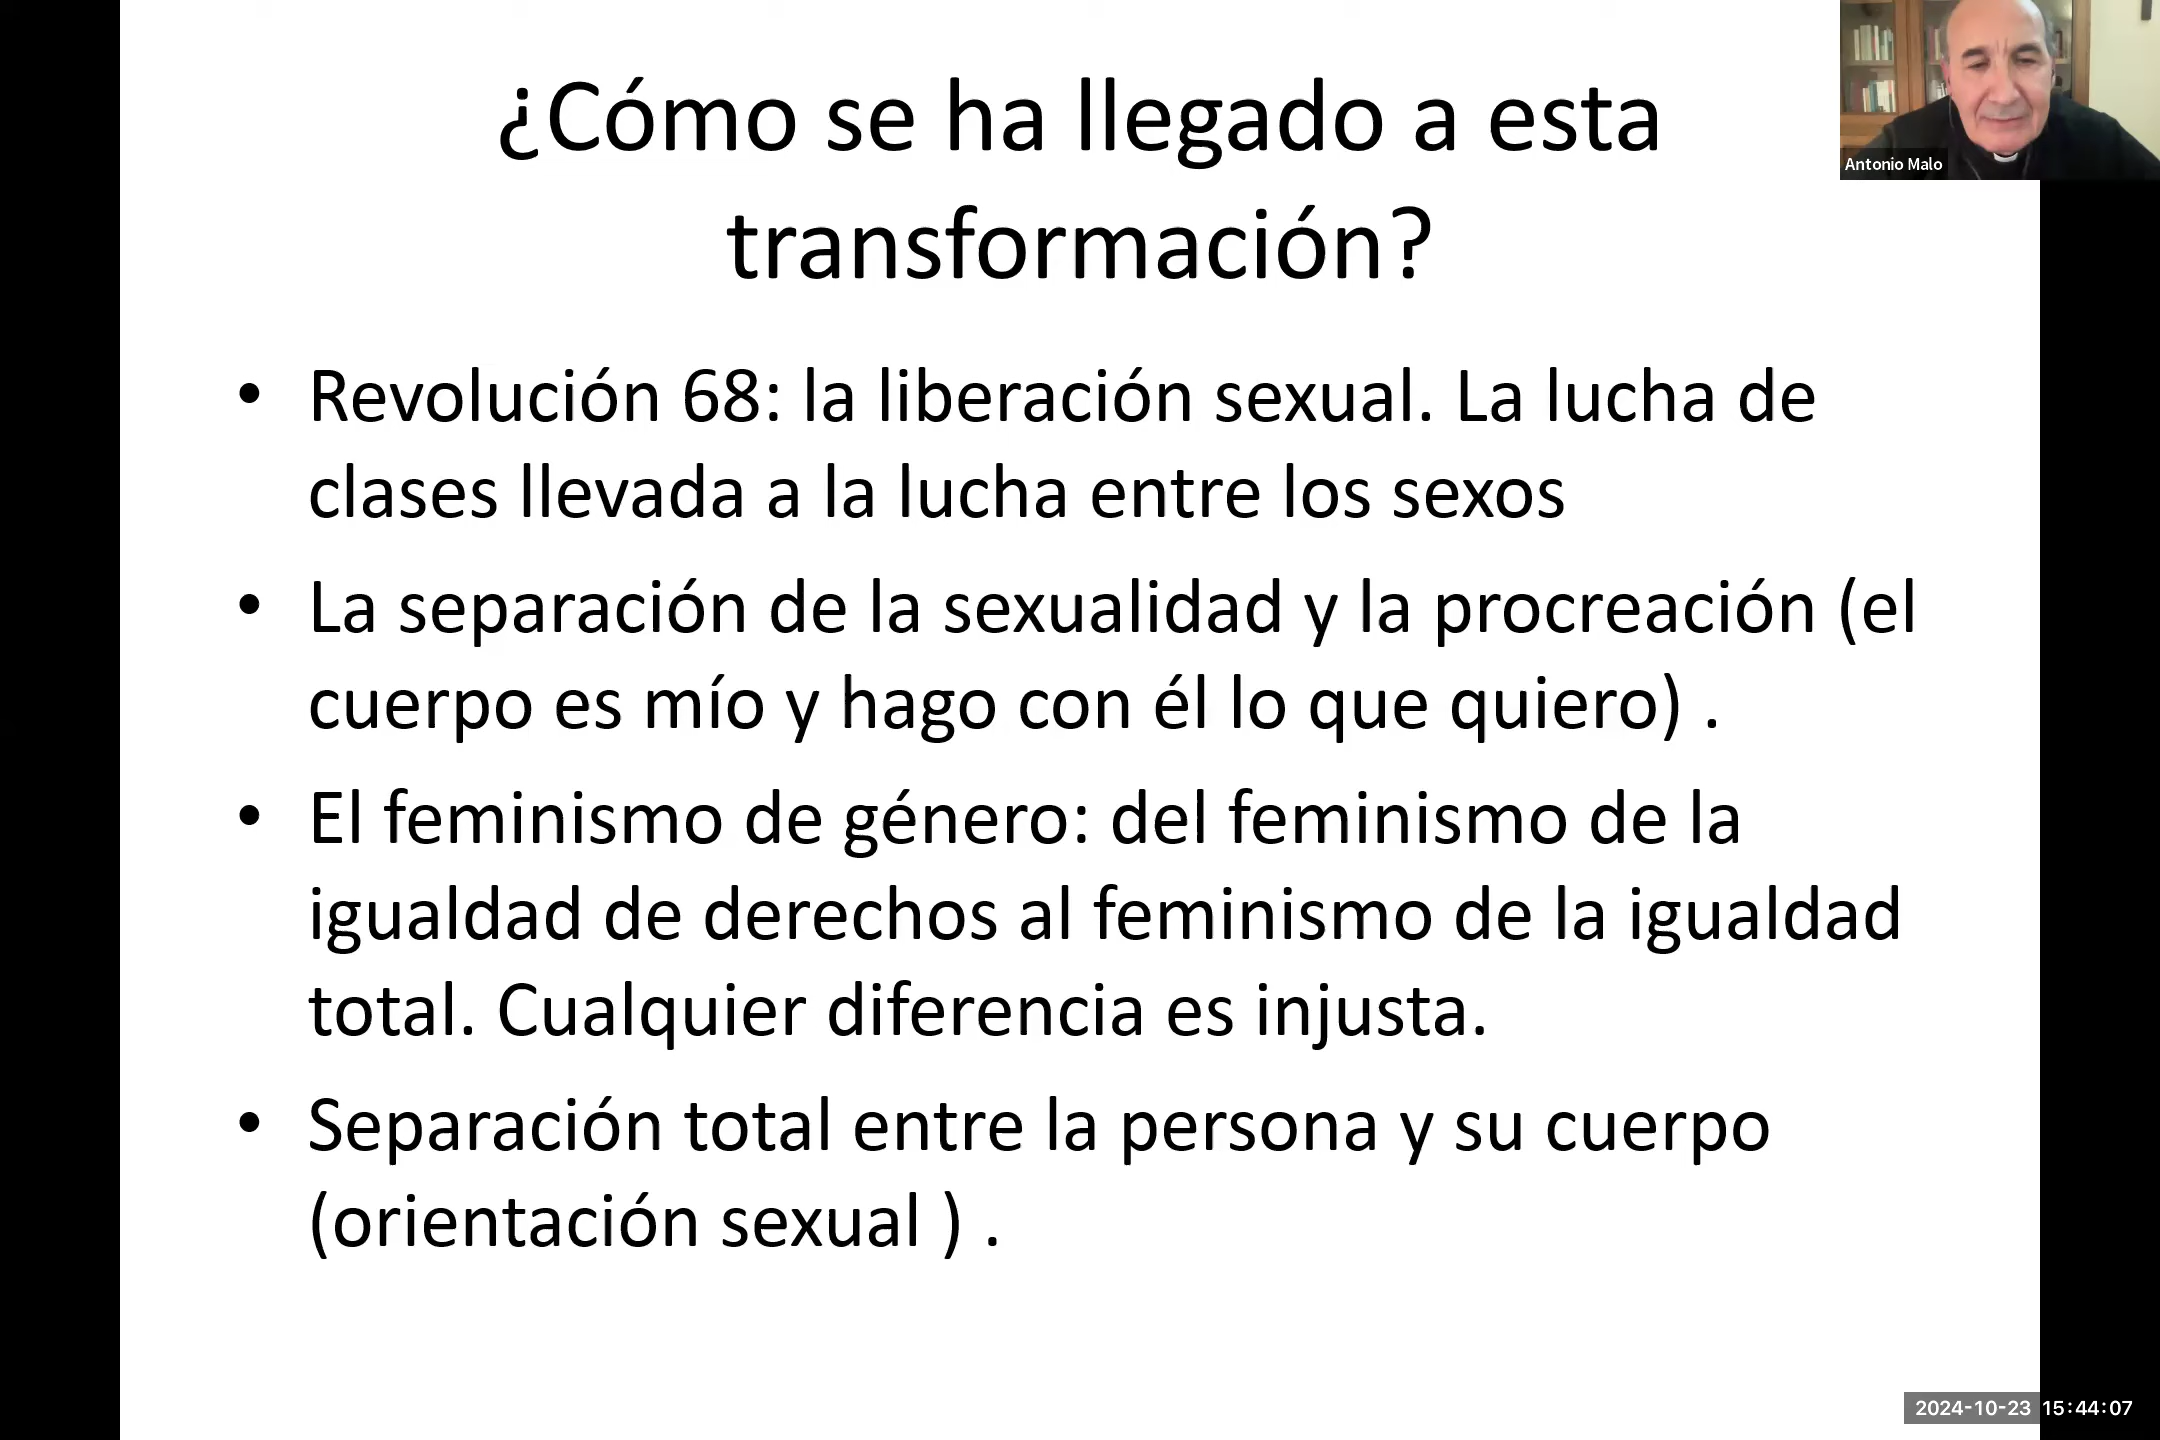 ¿Cómo se ha llegado a esta
transformación?
Antonio Malo
• Revolución 68: la liberación sexual. La lucha de
clases llevada a la lucha entre los sexos
• La separación de la sexualidad y la procreación (el
cuerpo es mío y hago con él lo que quiero) .
• El feminismo de género: del feminismo de la
igualdad de derechos al feminismo de la igualdad
total. Cualquier diferencia es injusta.
• Separación total entre la persona y su cuerpo
(orientación sexual ) .
2024-10-23 15:44:07